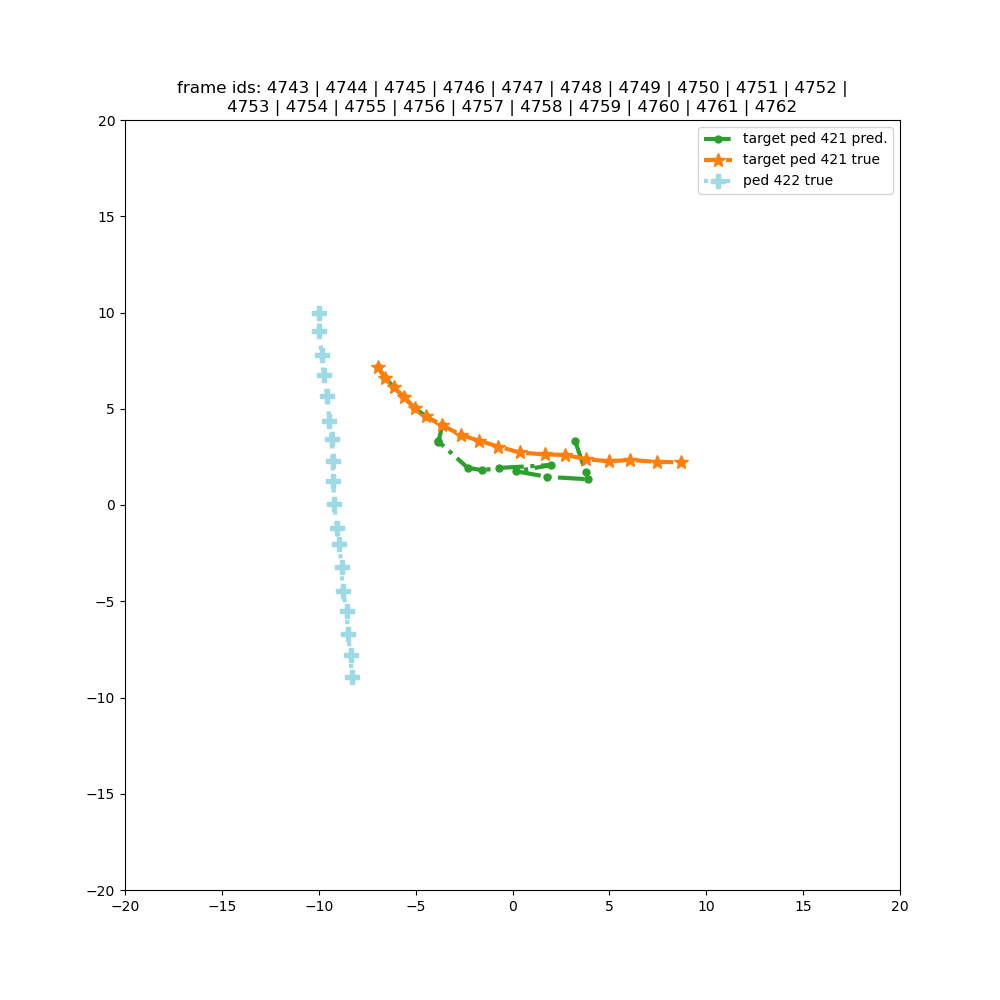 frame ids: 4743 | 4744 | 4745 | 4746 | 4747 | 4748 | 4749 | 4750 | 4751 | 4752 |
4753 | 4754 | 4755 | 4756 | 4757 | 4758 | 4759 | 4760 | 4761 | 4762
target ped 421 pred.
target ped 421 true
ped 422 true
20
15
10
5
0
−5
−10
−15
−20
−20 −15 −10 −5 0 5 10 15 20